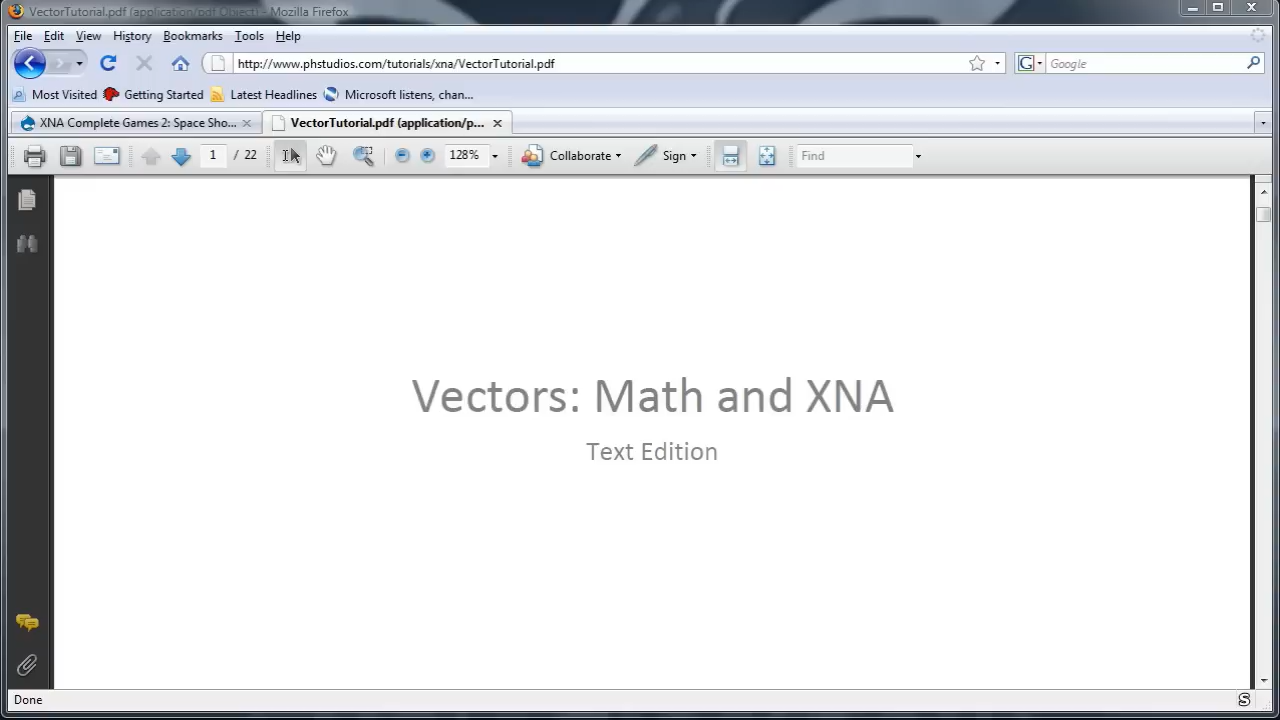 VectorTutorial.pdf (application/pdf Object) - Mozilla Firefox
File Edit View History Bookmarks Tools Help
http://www.phstudios.com/tutorials/xna/VectorTutorial.pdf G Google
Most Visited Getting Started Latest Headlines Microsoft listens, chan...
XNA Complete Games 2: Space Sho... VectorTutorial.pdf (application/p...
1 / 22 128% Collaborate Sign Find
Vectors: Math and XNA
Text Edition
Done S